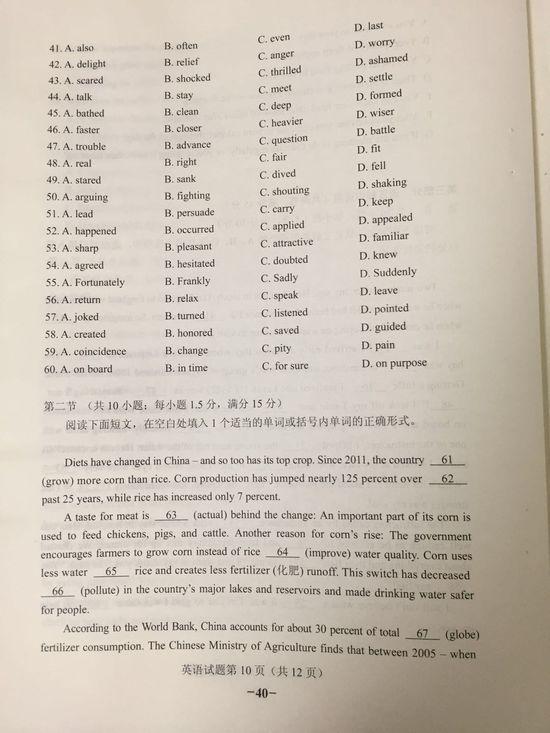 41. A. also B. often C. even D. last
42. A. delight B. relief C. anger D. worry
43. A. scared B. shocked C. thrilled D. ashamed
44. A. talk B. stay C. meet D. settle
45. A. bathed B. clean C. deep D. formed
46. A. faster B. closer C. heavier D. wiser
47. A. trouble B. advance C. question D. battle
48. A. real B. right C. fair D. fit
49. A. stared B. sank C. dived D. fell
50. A. arguing B. fighting C. shouting D. shaking
51. A. lead B. persuade C. carry D. keep
52. A. happened B. occurred C. applied D. appealed
53. A. sharp B. pleasant C. attractive D. familiar
54. A. agreed B. hesitated C. doubted D. knew
55. A. Fortunately B. Frankly C. Sadly D. Suddenly
56. A. return B. relax C. speak D. leave
57. A. joked B. turned C. listened D. pointed
58. A. created B. honored C. saved D. guided
59. A. coincidence B. change C. pity D. pain
60. A. on board B. in time C. for sure D. on purpose
第二节 (共10小题;每小题1.5分,满分15分)
阅读下面短文,在空白处填入1个适当的单词或括号内单词的正确形式。
Diets have changed in China – and so too has its top crop. Since 2011, the country 61
(grow) more corn than rice. Corn production has jumped nearly 125 percent over 62
past 25 years, while rice has increased only 7 percent.
A taste for meat is 63 (actual) behind the change: An important part of its corn is
used to feed chickens, pigs, and cattle. Another reason for corn's rise: The government
encourages farmers to grow corn instead of rice 64 (improve) water quality. Corn uses
less water 65 rice and creates less fertilizer (化肥) runoff. This switch has decreased
66 (pollute) in the country's major lakes and reservoirs and made drinking water safer
for people.
According to the World Bank, China accounts for about 30 percent of total 67 (globe)
fertilizer consumption. The Chinese Ministry of Agriculture finds that between 2005 – when
英语试题第10页(共12页)
-40-